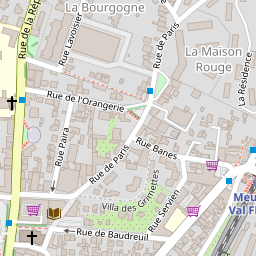 La Bourgogne
Rue de la Ré
Rue Lavoisier
Rue de Paris
La Maison
Rouge
La Résidence
Rue de l'Orangerie
Rue Paira
Rue de Paris
Rue Banes
Rue Servien
Villa des Grimettes
Rue de Baudreuil
Meu
Val Fl